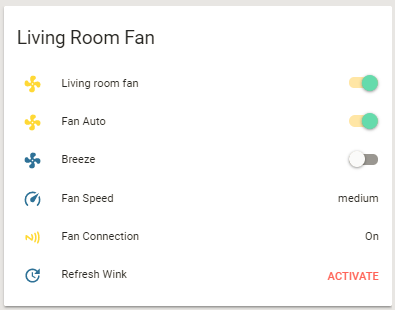 Living Room Fan
Living room fan
Fan Auto
Breeze
Fan Speed medium
Fan Connection On
Refresh Wink ACTIVATE